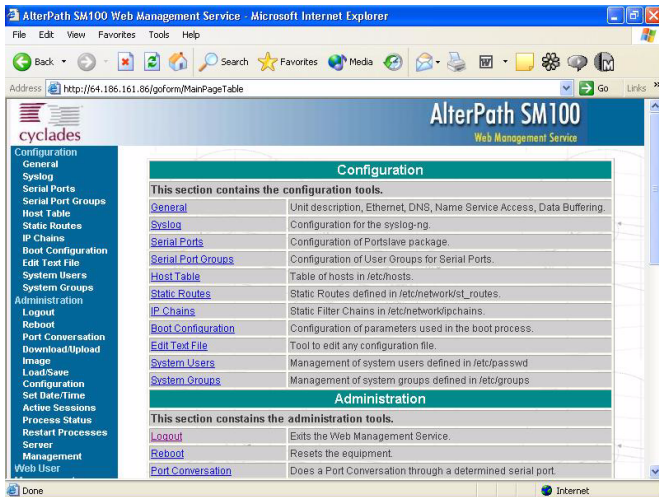 AlterPath SM100 Web Management Service - Microsoft Internet Explorer
File Edit View Favorites Tools Help
Back Search Favorites Media
Address http://64.186.161.86/goform/MainPageTable Go Links »
cyclades
AlterPath SM100
Web Management Service
Configuration
General
Syslog
Serial Ports
Serial Port Groups
Host Table
Static Routes
IP Chains
Boot Configuration
Edit Text File
System Users
System Groups
Administration
Logout
Reboot
Port Conversation
Download/Upload
Image
Load/Save
Configuration
Set Date/Time
Active Sessions
Process Status
Restart Processes
Server
Management
Web User
Configuration
This section contains the configuration tools.
General Unit description, Ethernet, DNS, Name Service Access, Data Buffering.
Syslog Configuration for the syslog-ng.
Serial Ports Configuration of Portslave package.
Serial Port Groups Configuration of User Groups for Serial Ports.
Host Table Table of hosts in /etc/hosts.
Static Routes Static Routes defined in /etc/network/st_routes.
IP Chains Static Filter Chains in /etc/network/ipchains.
Boot Configuration Configuration of parameters used in the boot process.
Edit Text File Tool to edit any configuration file.
System Users Management of system users defined in /etc/passwd
System Groups Management of system groups defined in /etc/groups
Administration
This section constains the administration tools.
Logout Exits the Web Management Service.
Reboot Resets the equipment.
Port Conversation Does a Port Conversation through a determined serial port.
Done Internet